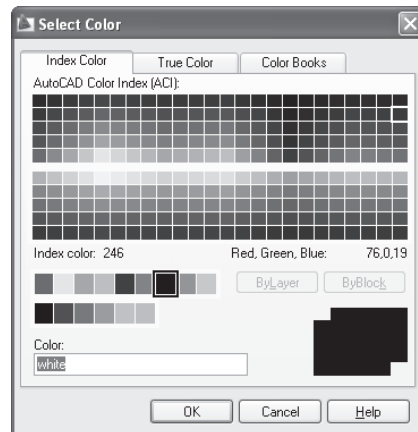 Select Color
Index Color True Color Color Books
AutoCAD Color Index (ACI):
Index color: 246 Red, Green, Blue: 76,0,19
ByLayer ByBlock
Color:
white
OK Cancel Help